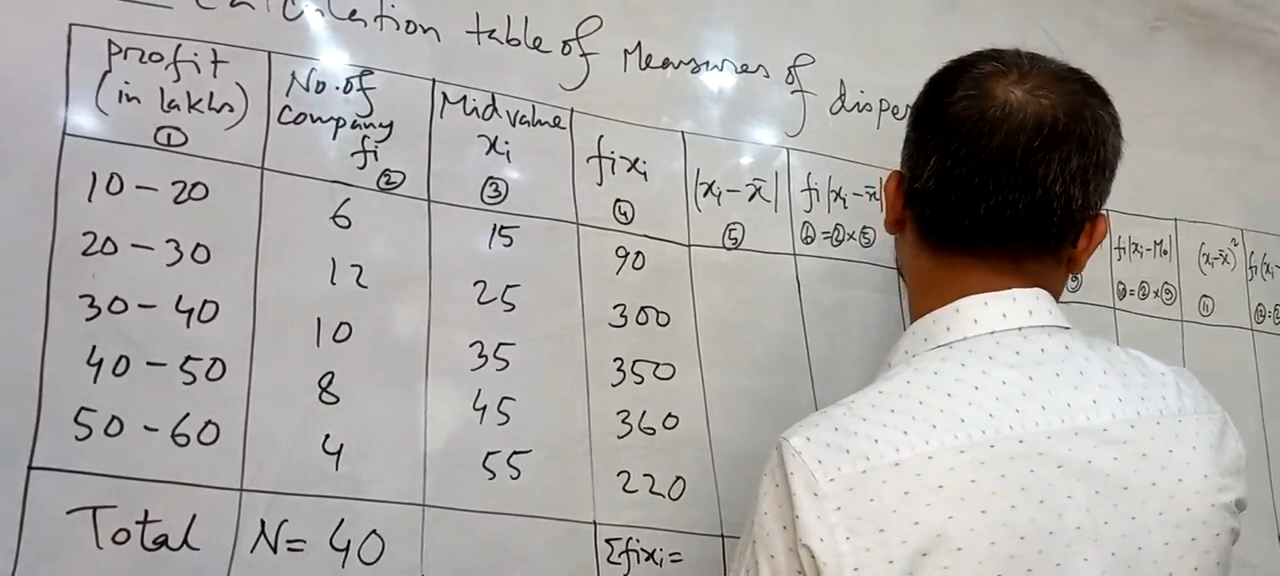 Calculation table of Measures of
Profit
(in lakhs)
①
No. of
Company
fi ②
Midvalue
xi
③
fixi
④
|xi - x̄|
⑤
fi|xi - x̄|
⑥ = ② × ⑤
⑨
fi|xi - Mo|
⑩ = ② × ⑨
(xi - x̄)²
⑪
10 - 20 6 15 90
20 - 30 12 25 300
30 - 40 10 35 350
40 - 50 8 45 360
50 - 60 4 55 220
Total N = 40 Σfixi =